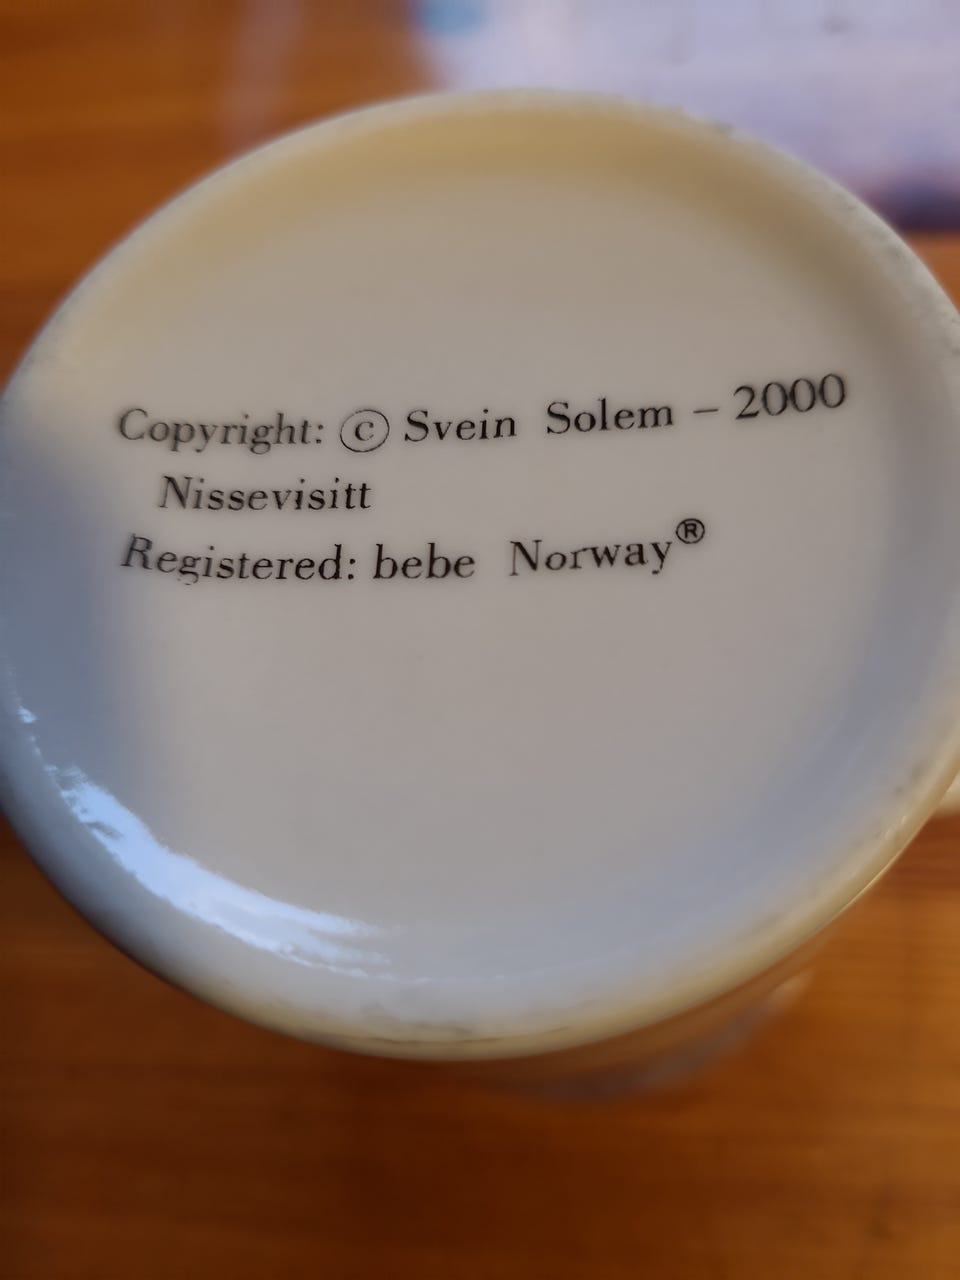 Copyright: © Svein Solem – 2000
Nissevisitt
Registered: bebe Norway®